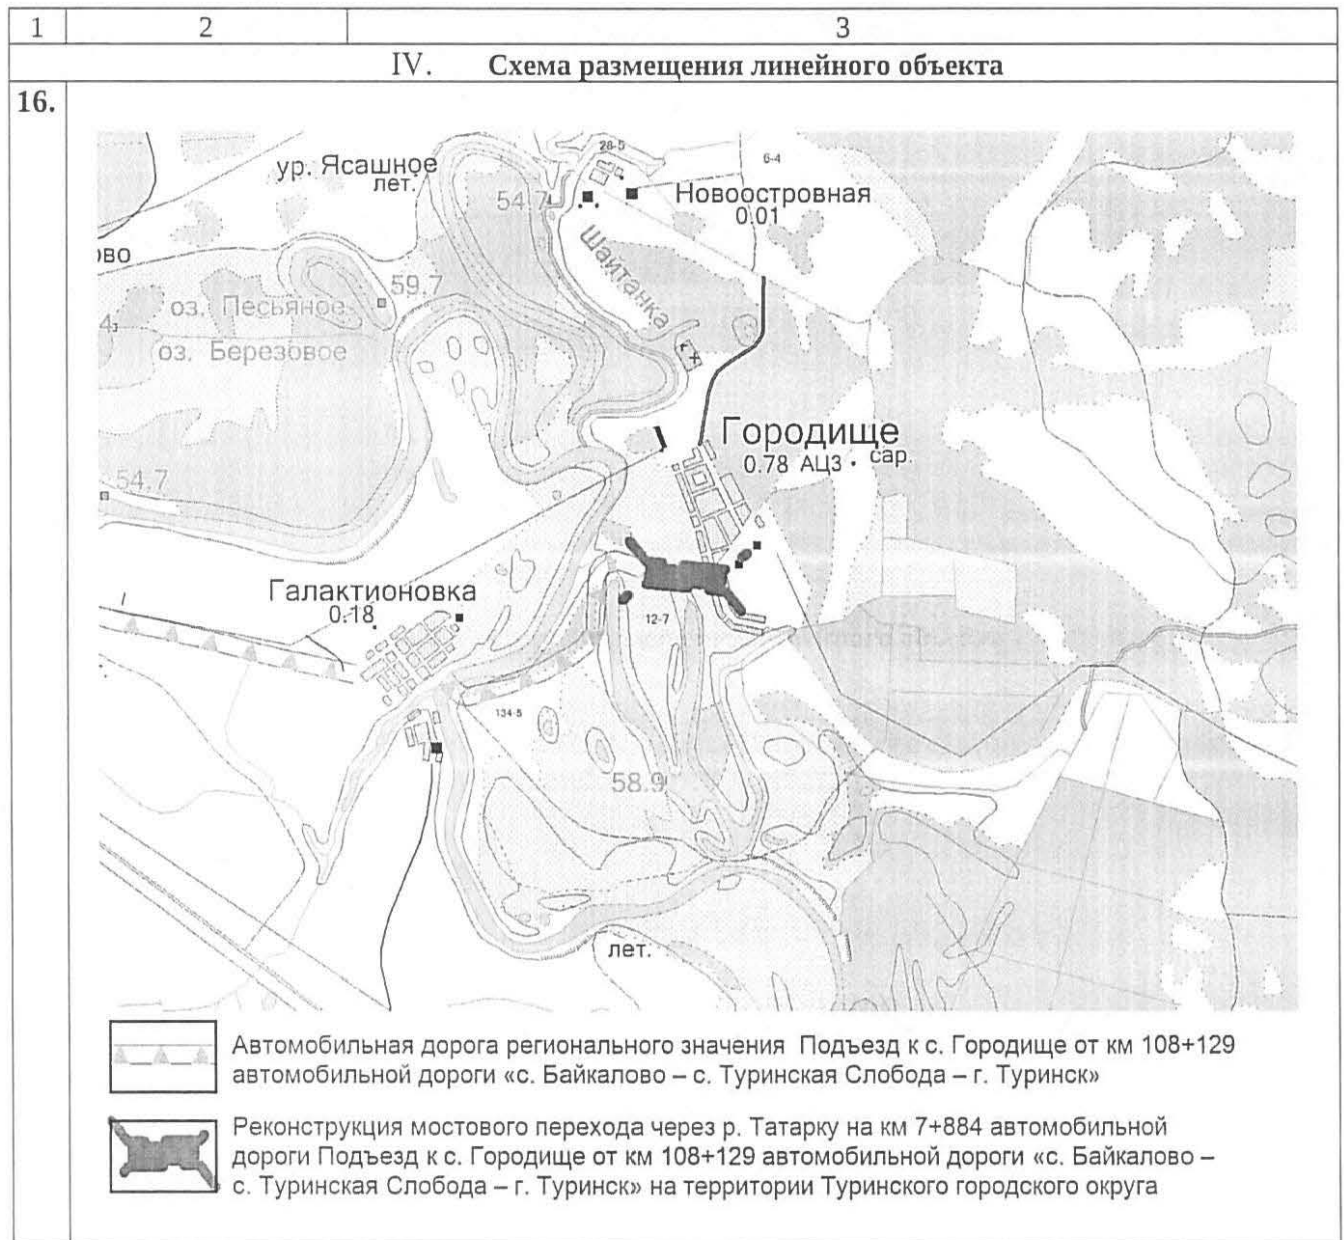 1 2 3
IV. Схема размещения линейного объекта
16.
28-5
6-4
ур. Ясашное
лет.
54.7
Новоостровная
0.01
ово
Шайтанка
59.7
оз. Песьяное
оз. Березовое
Городище
0.78 АЦЗ • сар.
54.7
Галактионовка
0.18
12-7
134-5
58.9
лет.
Автомобильная дорога регионального значения Подъезд к с. Городище от км 108+129
автомобильной дороги «с. Байкалово – с. Туринская Слобода – г. Туринск»
Реконструкция мостового перехода через р. Татарку на км 7+884 автомобильной
дороги Подъезд к с. Городище от км 108+129 автомобильной дороги «с. Байкалово –
с. Туринская Слобода – г. Туринск» на территории Туринского городского округа